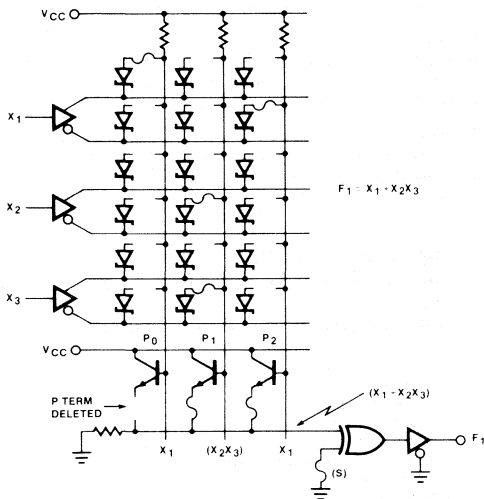 VCC
X1
X2
F1 = X1 + X2X3
X3
P0 P1 P2
VCC
P TERM
DELETED
(X1 + X2X3)
X1 (X2X3) X1
F1
(S)